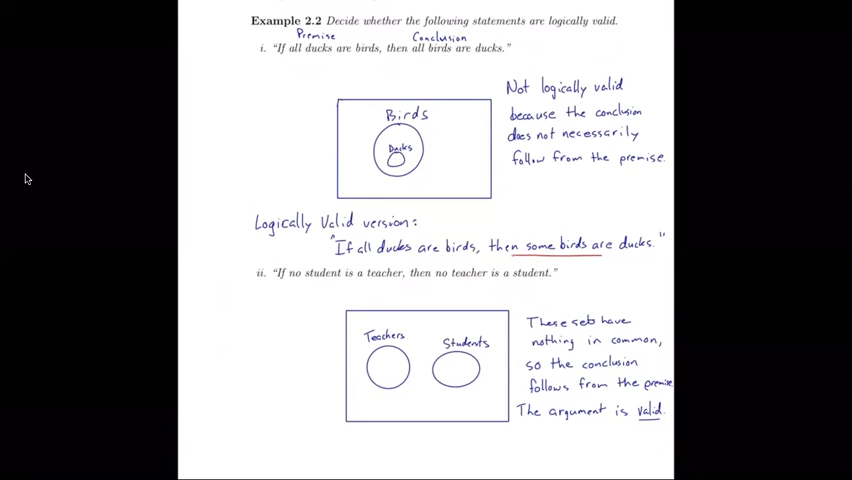 Example 2.2 Decide whether the following statements are logically valid.
Premise Conclusion
i. "If all ducks are birds, then all birds are ducks."
Birds
Ducks
Not logically valid
because the conclusion
does not necessarily
follow from the premise.
Logically Valid version:
"If all ducks are birds, then some birds are ducks."
ii. "If no student is a teacher, then no teacher is a student."
Teachers
Students
These sets have
nothing in common,
so the conclusion
follows from the premise.
The argument is valid.